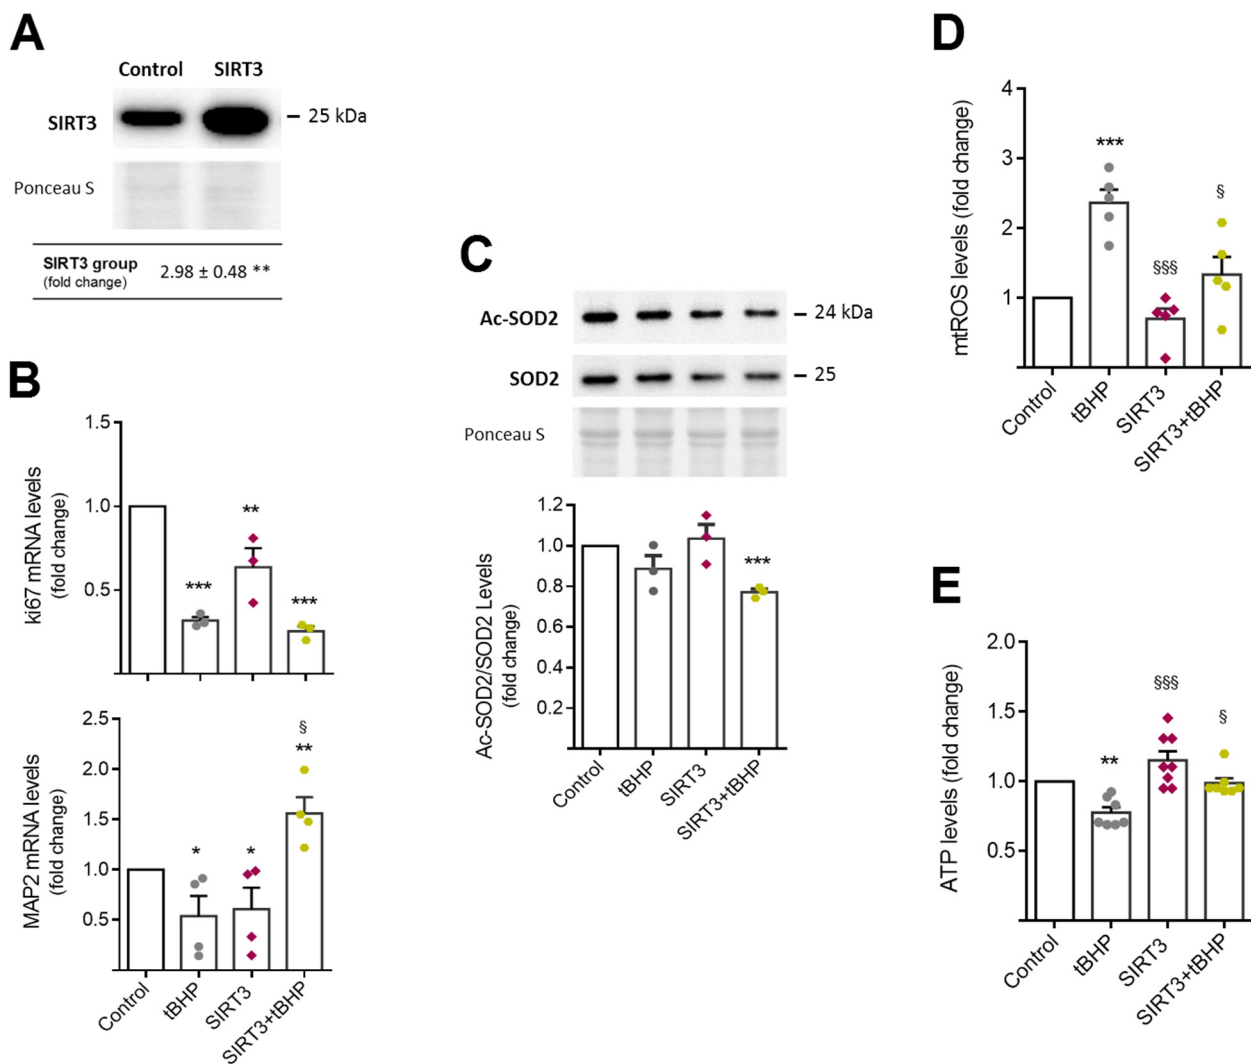 A
Control SIRT3
SIRT3
– 25 kDa
Ponceau S
SIRT3 group 2.98 ± 0.48 **
(fold change)
B
ki67 mRNA levels
(fold change)
1.5
1.0
0.5
***
**
***
MAP2 mRNA levels
(fold change)
2.5
2.0
1.5
1.0
0.5
*
*
§
**
Control
tBHP
SIRT3
SIRT3+tBHP
C
Ac-SOD2
– 24 kDa
SOD2
– 25
Ponceau S
Ac-SOD2/SOD2 Levels
(fold change)
1.2
1.0
0.8
0.6
0.4
0.2
***
Control
tBHP
SIRT3
SIRT3+tBHP
D
mtROS levels (fold change)
4
3
2
1
***
§§§
§
Control
tBHP
SIRT3
SIRT3+tBHP
E
ATP levels (fold change)
2.0
1.5
1.0
0.5
**
§§§
§
Control
tBHP
SIRT3
SIRT3+tBHP